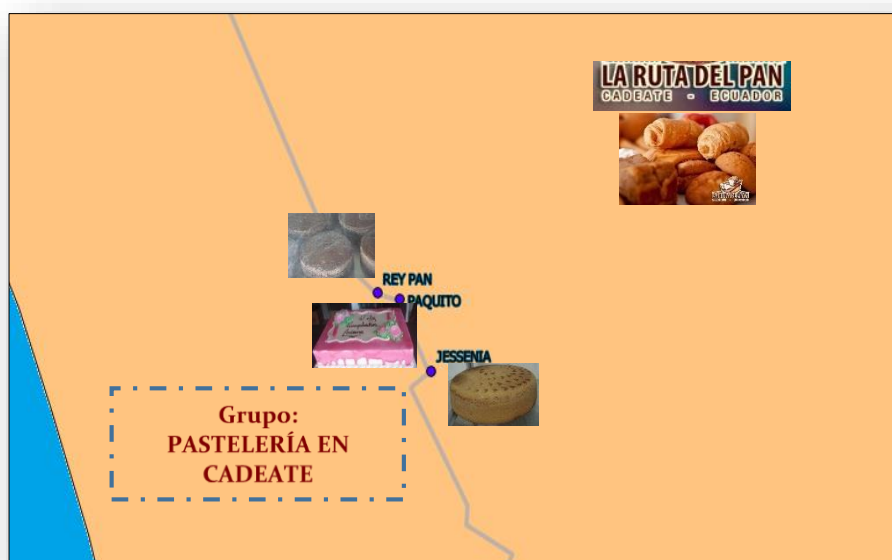 LA RUTA DEL PAN
CADEATE - ECUADOR
REY PAN
PAQUITO
JESSENIA
Grupo:
PASTELERÍA EN
CADEATE